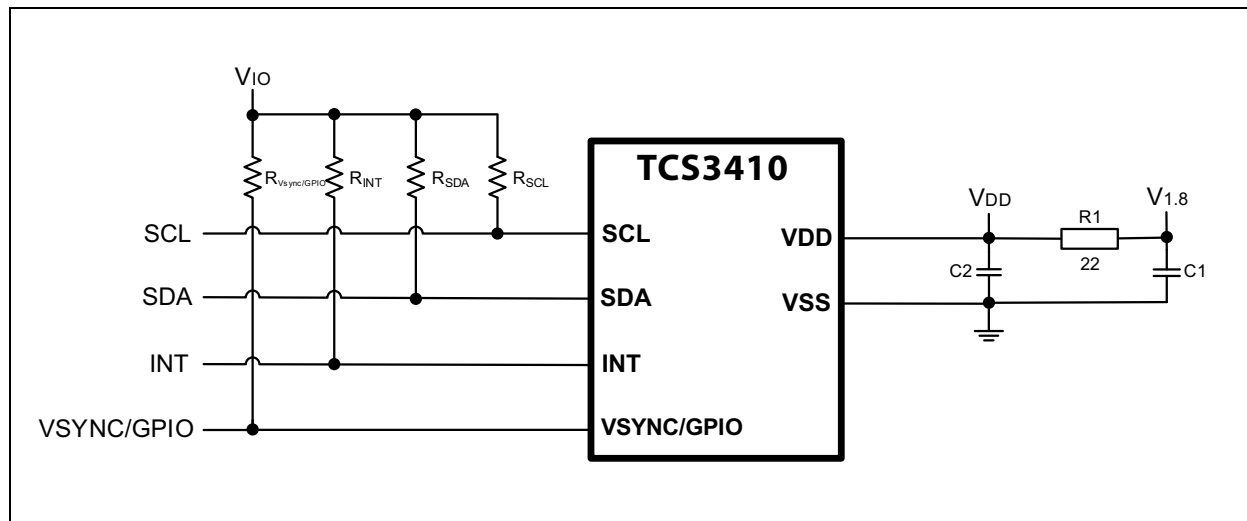 VIO
RVsync/GPIO
RINT
RSDA
RSCL
TCS3410
SCL
SCL
VDD
VDD
R1
22
V1.8
SDA
SDA
VSS
C2
C1
INT
INT
VSYNC/GPIO
VSYNC/GPIO